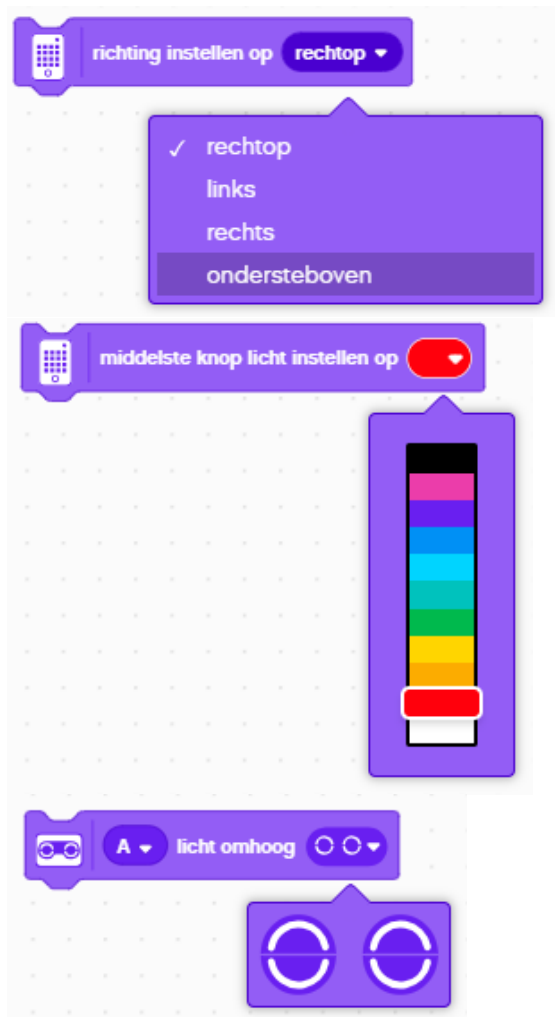 richting instellen op rechtop
✓ rechtop
links
rechts
ondersteboven
middelste knop licht instellen op
A licht omhoog